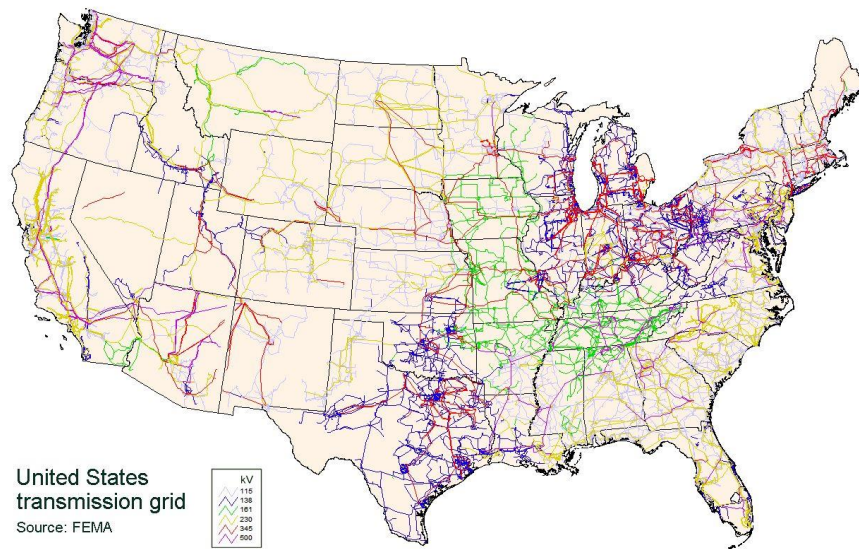 United States
transmission grid
Source: FEMA
kV
115
138
161
230
345
500